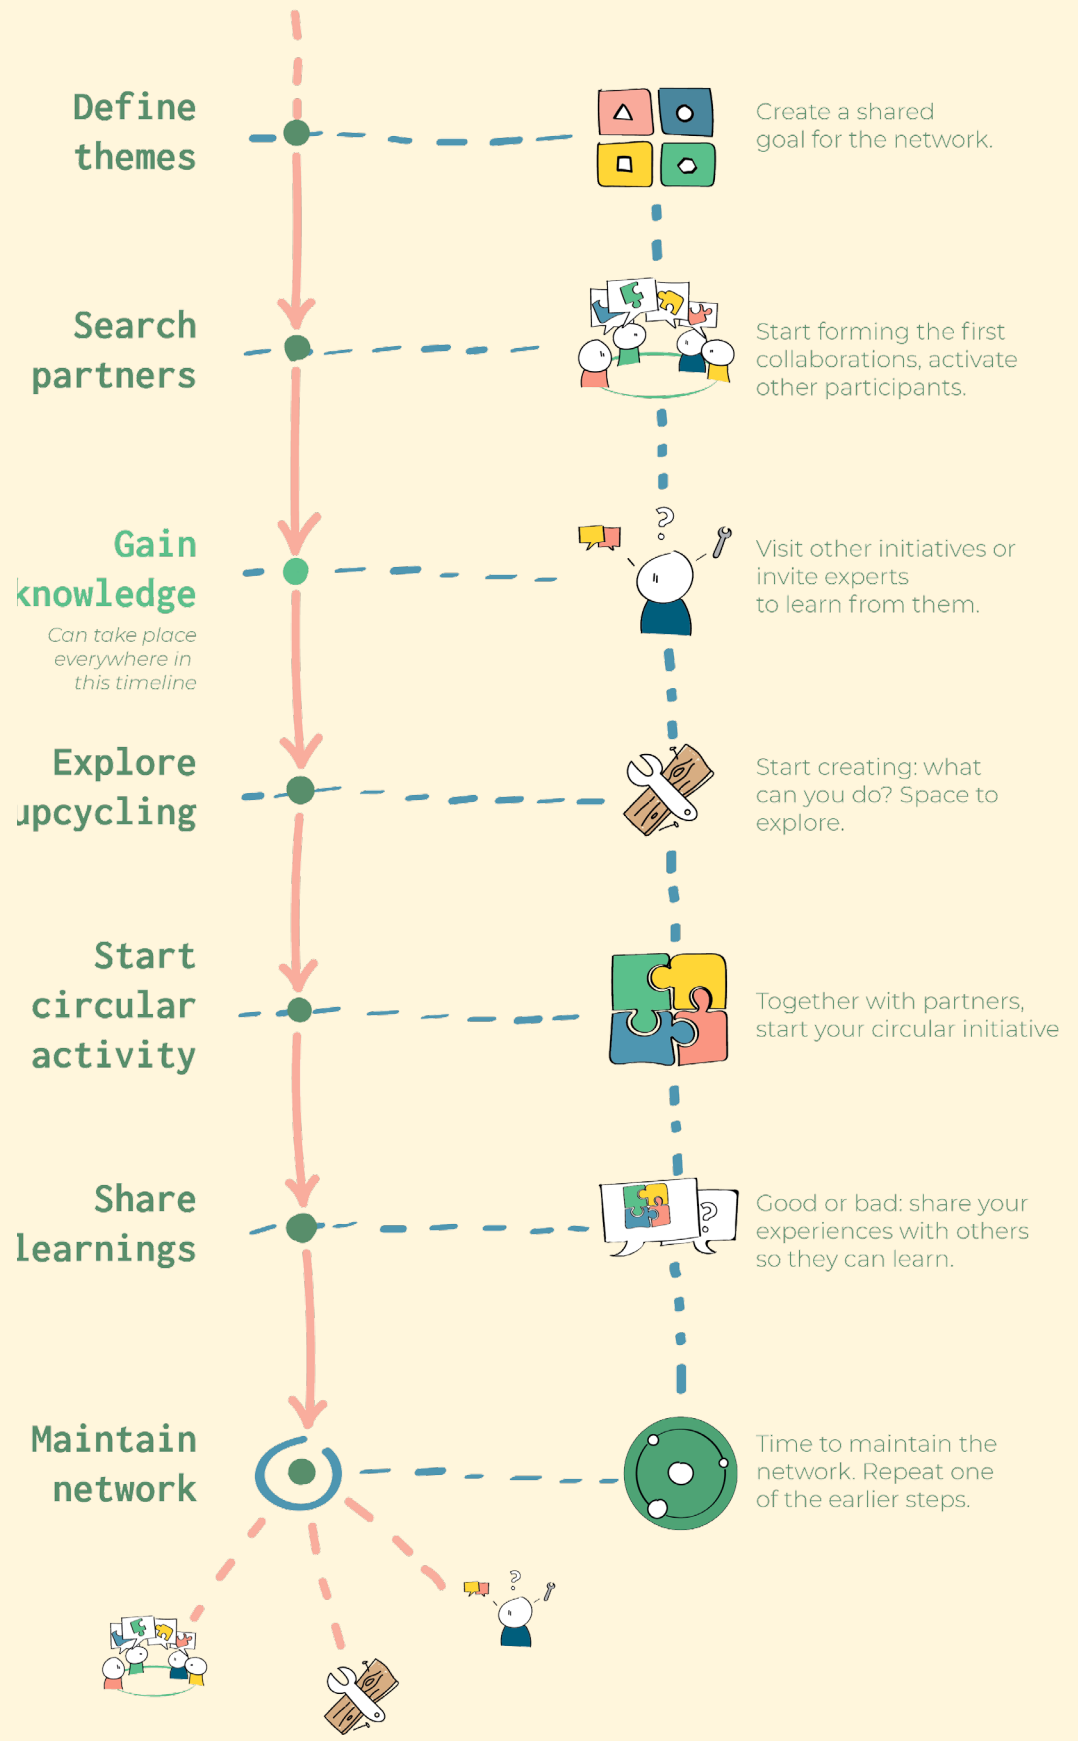 Define
themes
Create a shared
goal for the network.
Search
partners
Start forming the first
collaborations, activate
other participants.
Gain
knowledge
Can take place
everywhere in
this timeline
?
Visit other initiatives or
invite experts
to learn from them.
Explore
upcycling
Start creating: what
can you do? Space to
explore.
Start
circular
activity
Together with partners,
start your circular initiative
Share
learnings
?
Good or bad: share your
experiences with others
so they can learn.
Maintain
network
Time to maintain the
network. Repeat one
of the earlier steps.
?